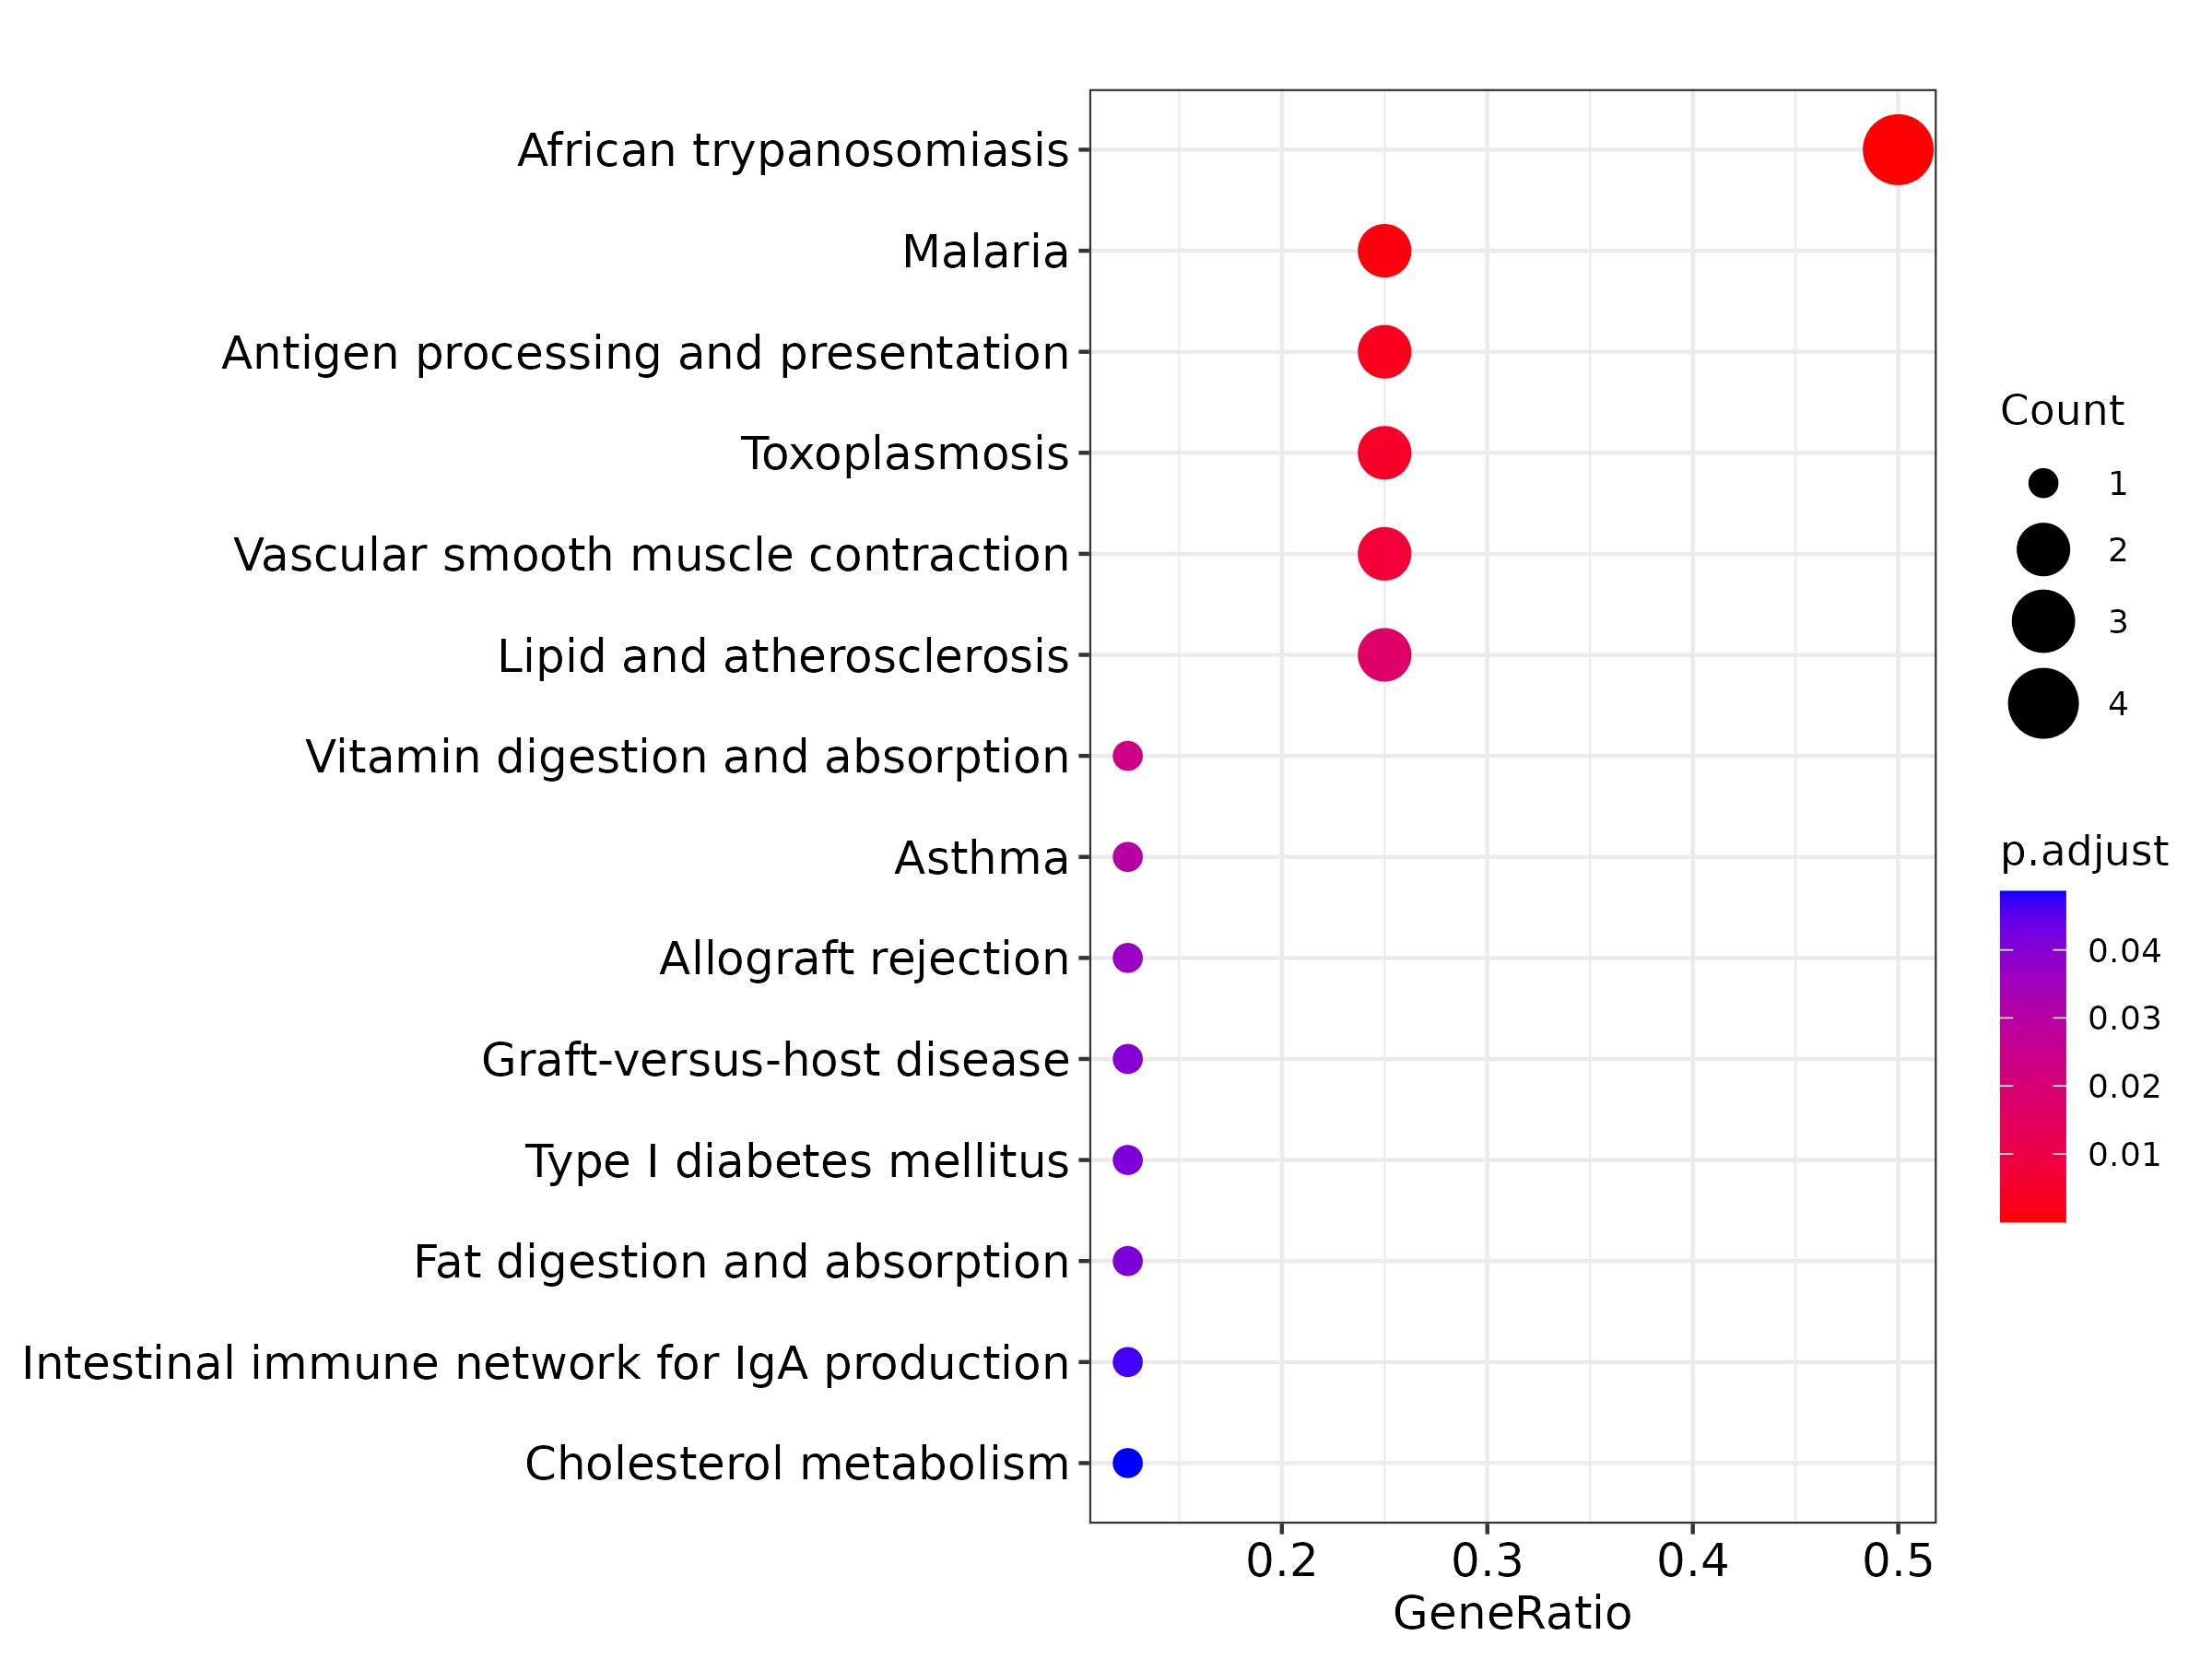 African trypanosomiasis
Malaria
Antigen processing and presentation
Toxoplasmosis
Vascular smooth muscle contraction
Lipid and atherosclerosis
Vitamin digestion and absorption
Asthma
Allograft rejection
Graft-versus-host disease
Type I diabetes mellitus
Fat digestion and absorption
Intestinal immune network for IgA production
Cholesterol metabolism
0.2 0.3 0.4 0.5
GeneRatio
Count
1
2
3
4
p.adjust
0.04
0.03
0.02
0.01